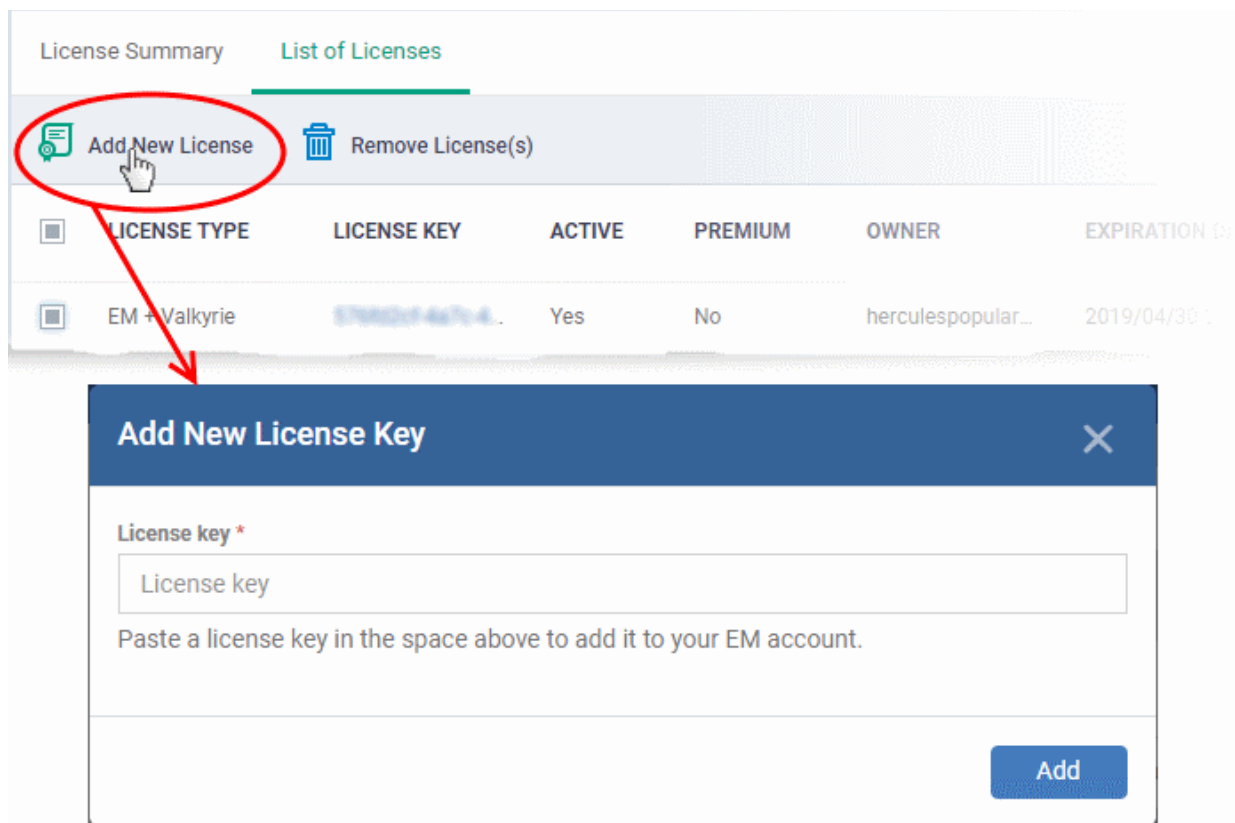 License Summary List of Licenses
Add New License Remove License(s)
LICENSE TYPE LICENSE KEY ACTIVE PREMIUM OWNER EXPIRATION
EM + Valkyrie Yes No herculespopular... 2019/04/30
Add New License Key
License key *
License key
Paste a license key in the space above to add it to your EM account.
Add